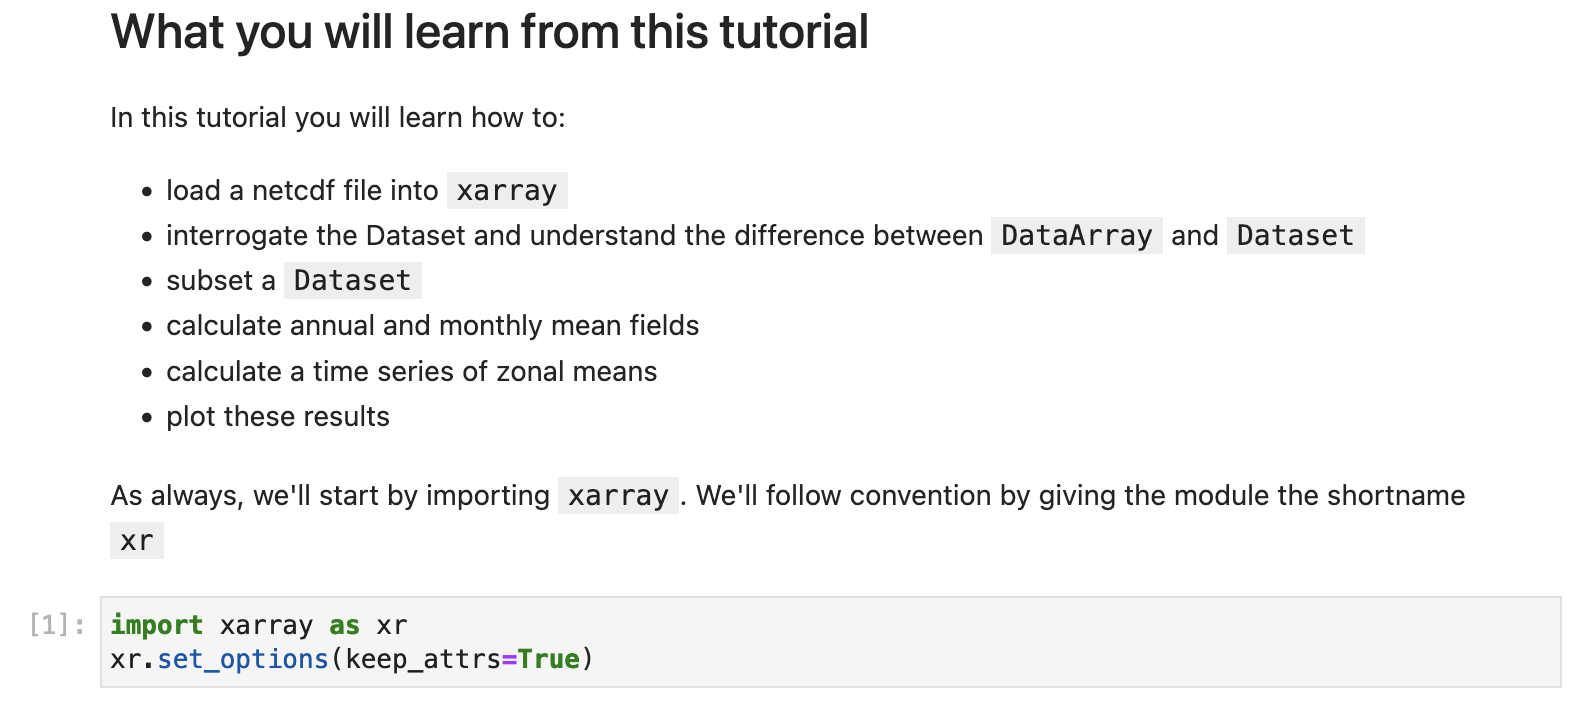 What you will learn from this tutorial
In this tutorial you will learn how to:
• load a netcdf file into xarray
• interrogate the Dataset and understand the difference between DataArray and Dataset
• subset a Dataset
• calculate annual and monthly mean fields
• calculate a time series of zonal means
• plot these results
As always, we'll start by importing xarray. We'll follow convention by giving the module the shortname
xr
[1]: import xarray as xr
xr.set_options(keep_attrs=True)